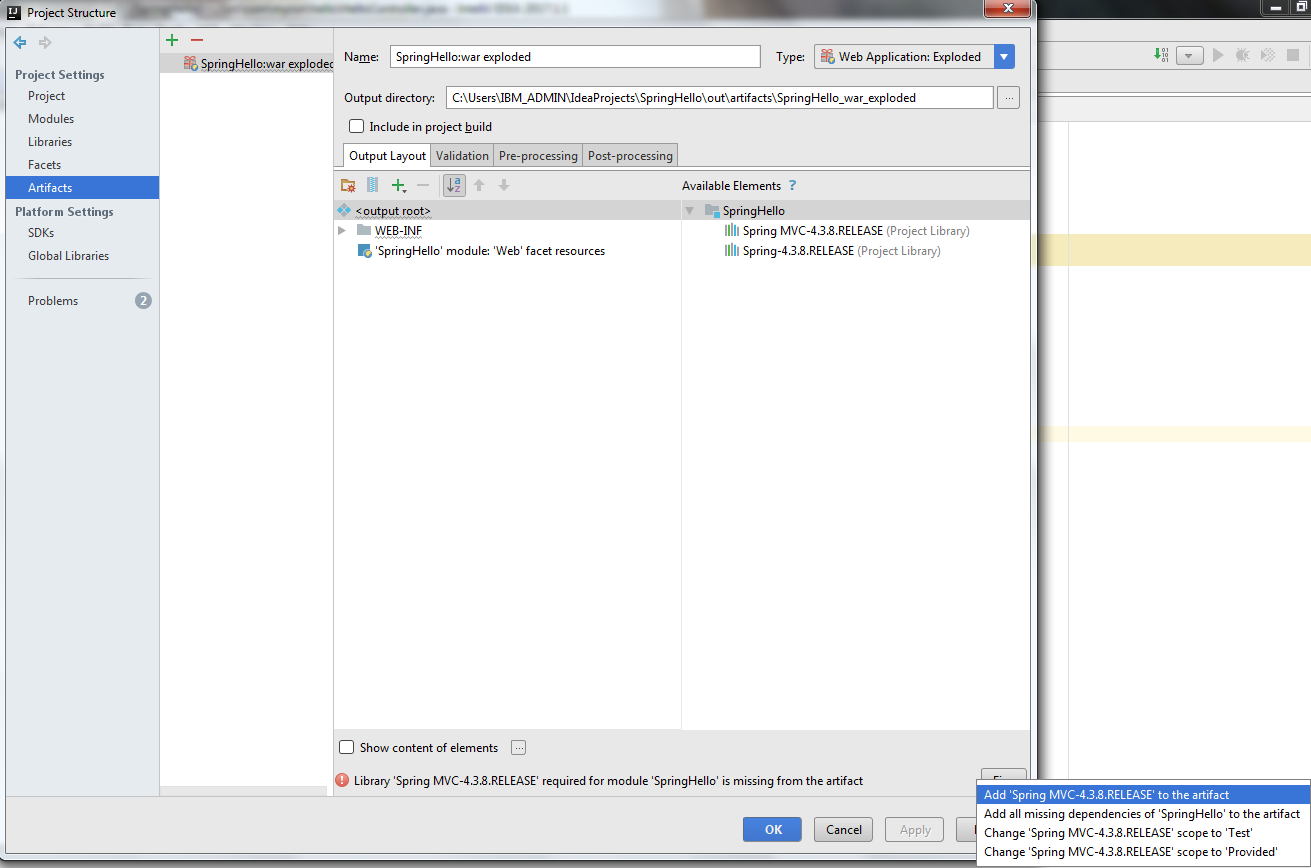 Project Structure
Project Settings
Project
Modules
Libraries
Facets
Artifacts
Platform Settings
SDKs
Global Libraries
Problems 2
SpringHello:war exploded
Name: SpringHello:war exploded Type: Web Application: Exploded
Output directory: C:\Users\IBM_ADMIN\IdeaProjects\SpringHello\out\artifacts\SpringHello_war_exploded ...
Include in project build
Output Layout Validation Pre-processing Post-processing
Available Elements ?
<output root>
WEB-INF
'SpringHello' module: 'Web' facet resources
SpringHello
Spring MVC-4.3.8.RELEASE (Project Library)
Spring-4.3.8.RELEASE (Project Library)
Show content of elements ...
Library 'Spring MVC-4.3.8.RELEASE' required for module 'SpringHello' is missing from the artifact
OK Cancel Apply
Add 'Spring MVC-4.3.8.RELEASE' to the artifact
Add all missing dependencies of 'SpringHello' to the artifact
Change 'Spring MVC-4.3.8.RELEASE' scope to 'Test'
Change 'Spring MVC-4.3.8.RELEASE' scope to 'Provided'